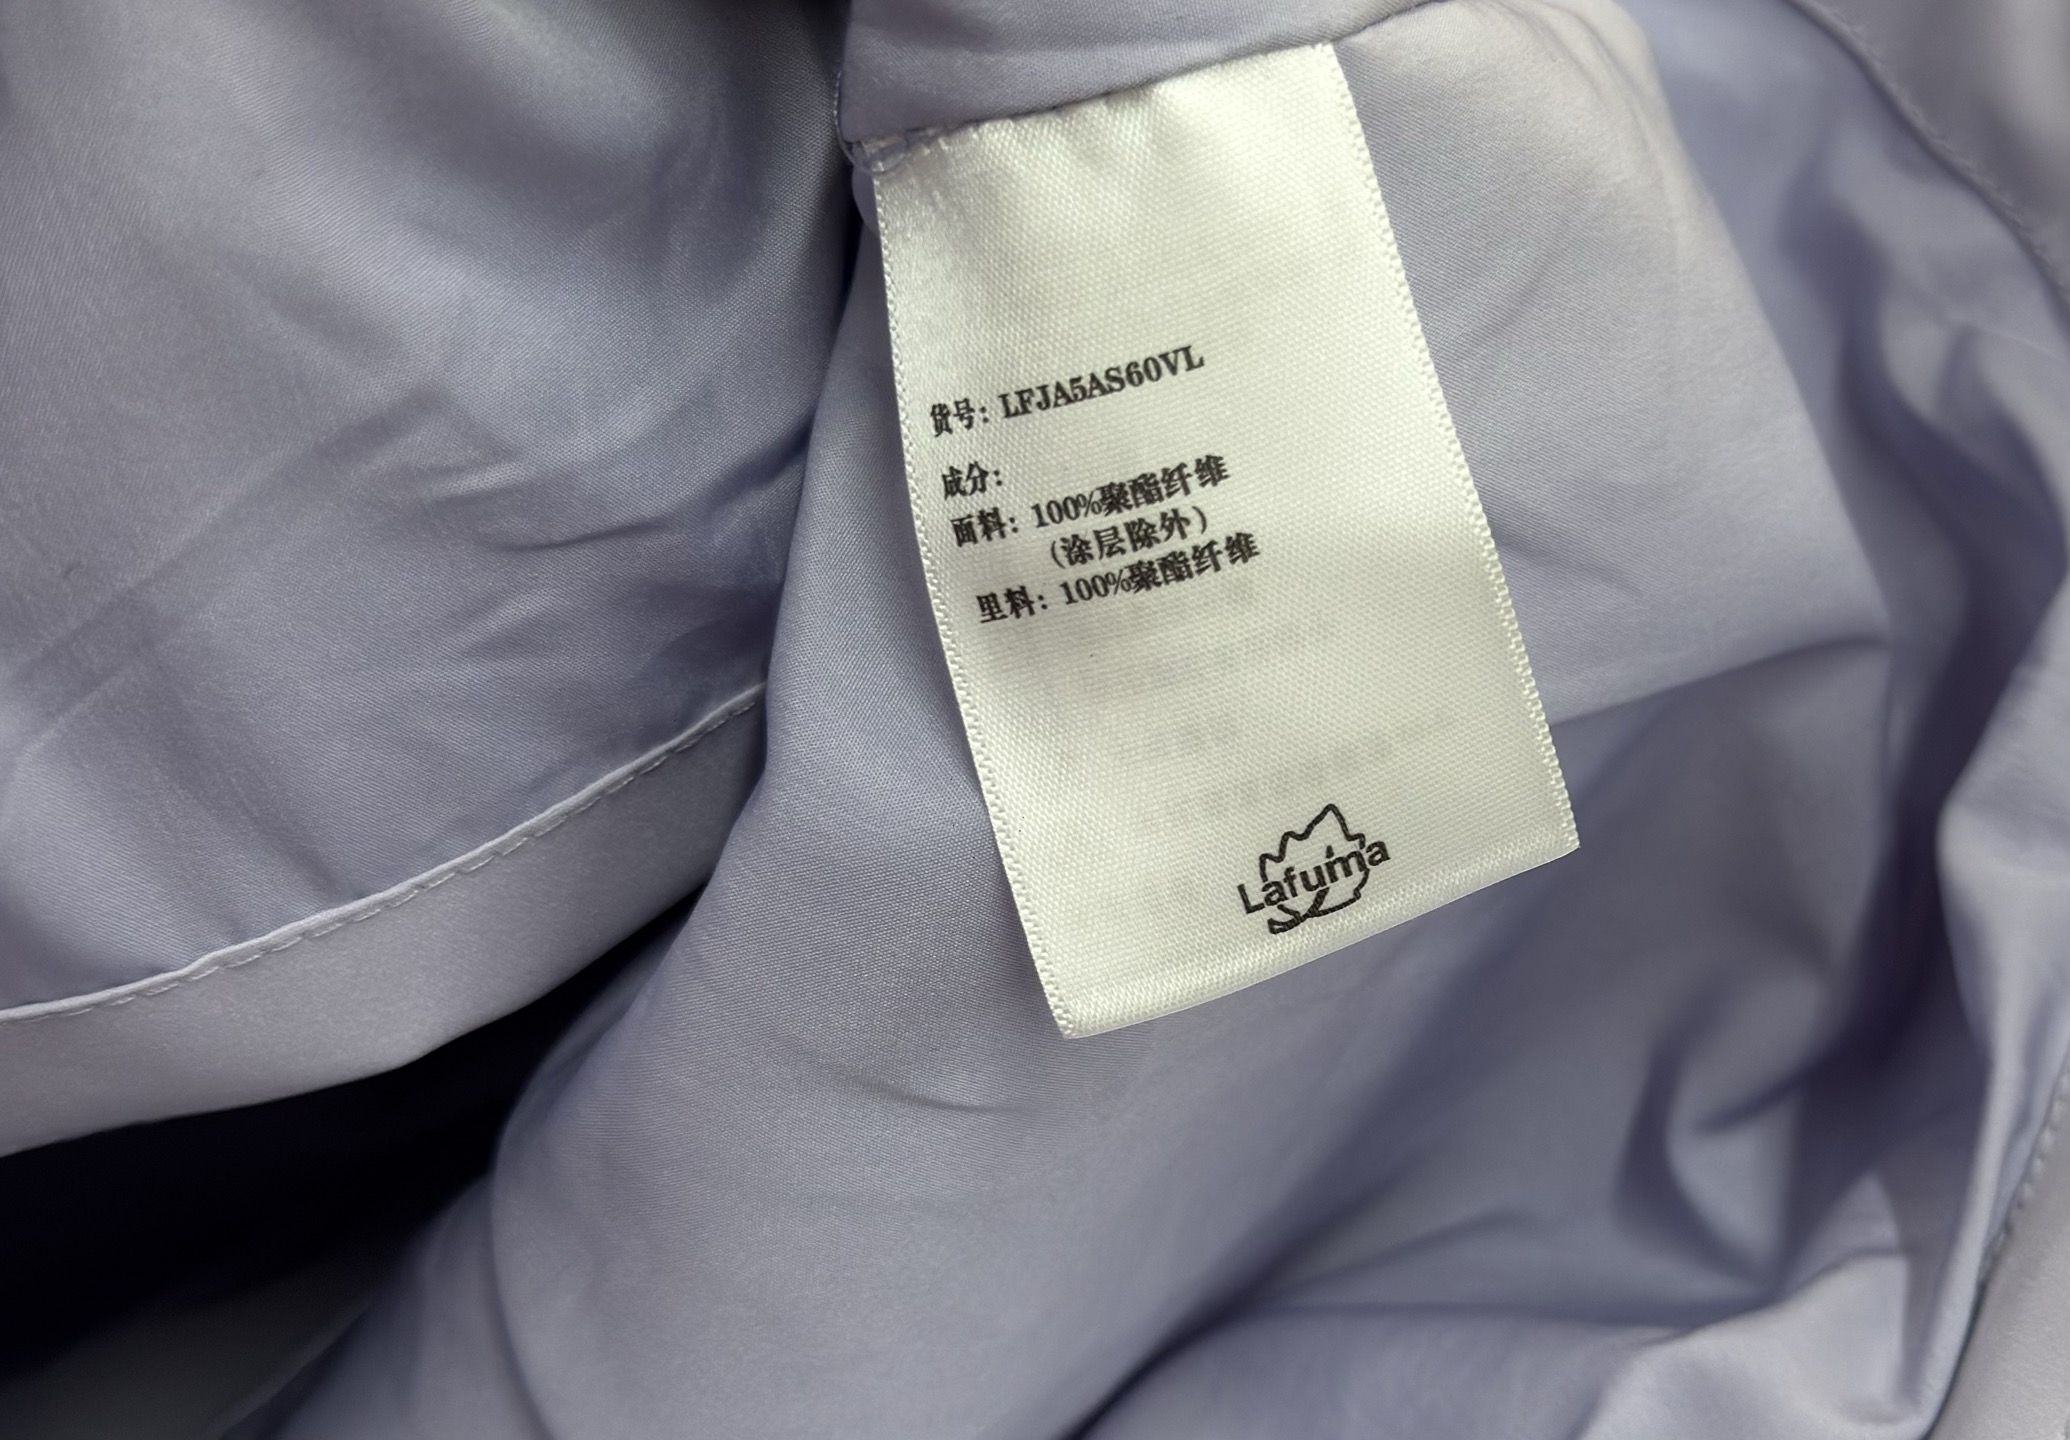 货号: LFJA5AS60VL
成分:
面料: 100%聚酯纤维
(涂层除外)
里料: 100%聚酯纤维
Lafuma